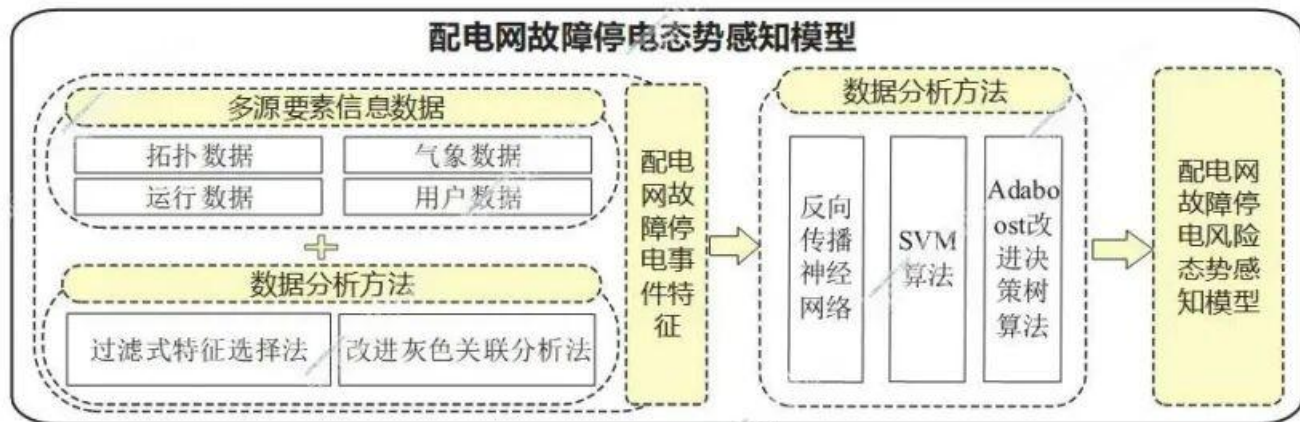 配电网故障停电态势感知模型
多源要素信息数据
拓扑数据
气象数据
运行数据
用户数据
数据分析方法
过滤式特征选择法
改进灰色关联分析法
配电
网故
障停
电事
件特
征
数据分析方法
反向
传播
神经
网络
SVM
算法
Adabo
ost改
进决
策树
算法
配电网
故障停
电风险
态势感
知模型